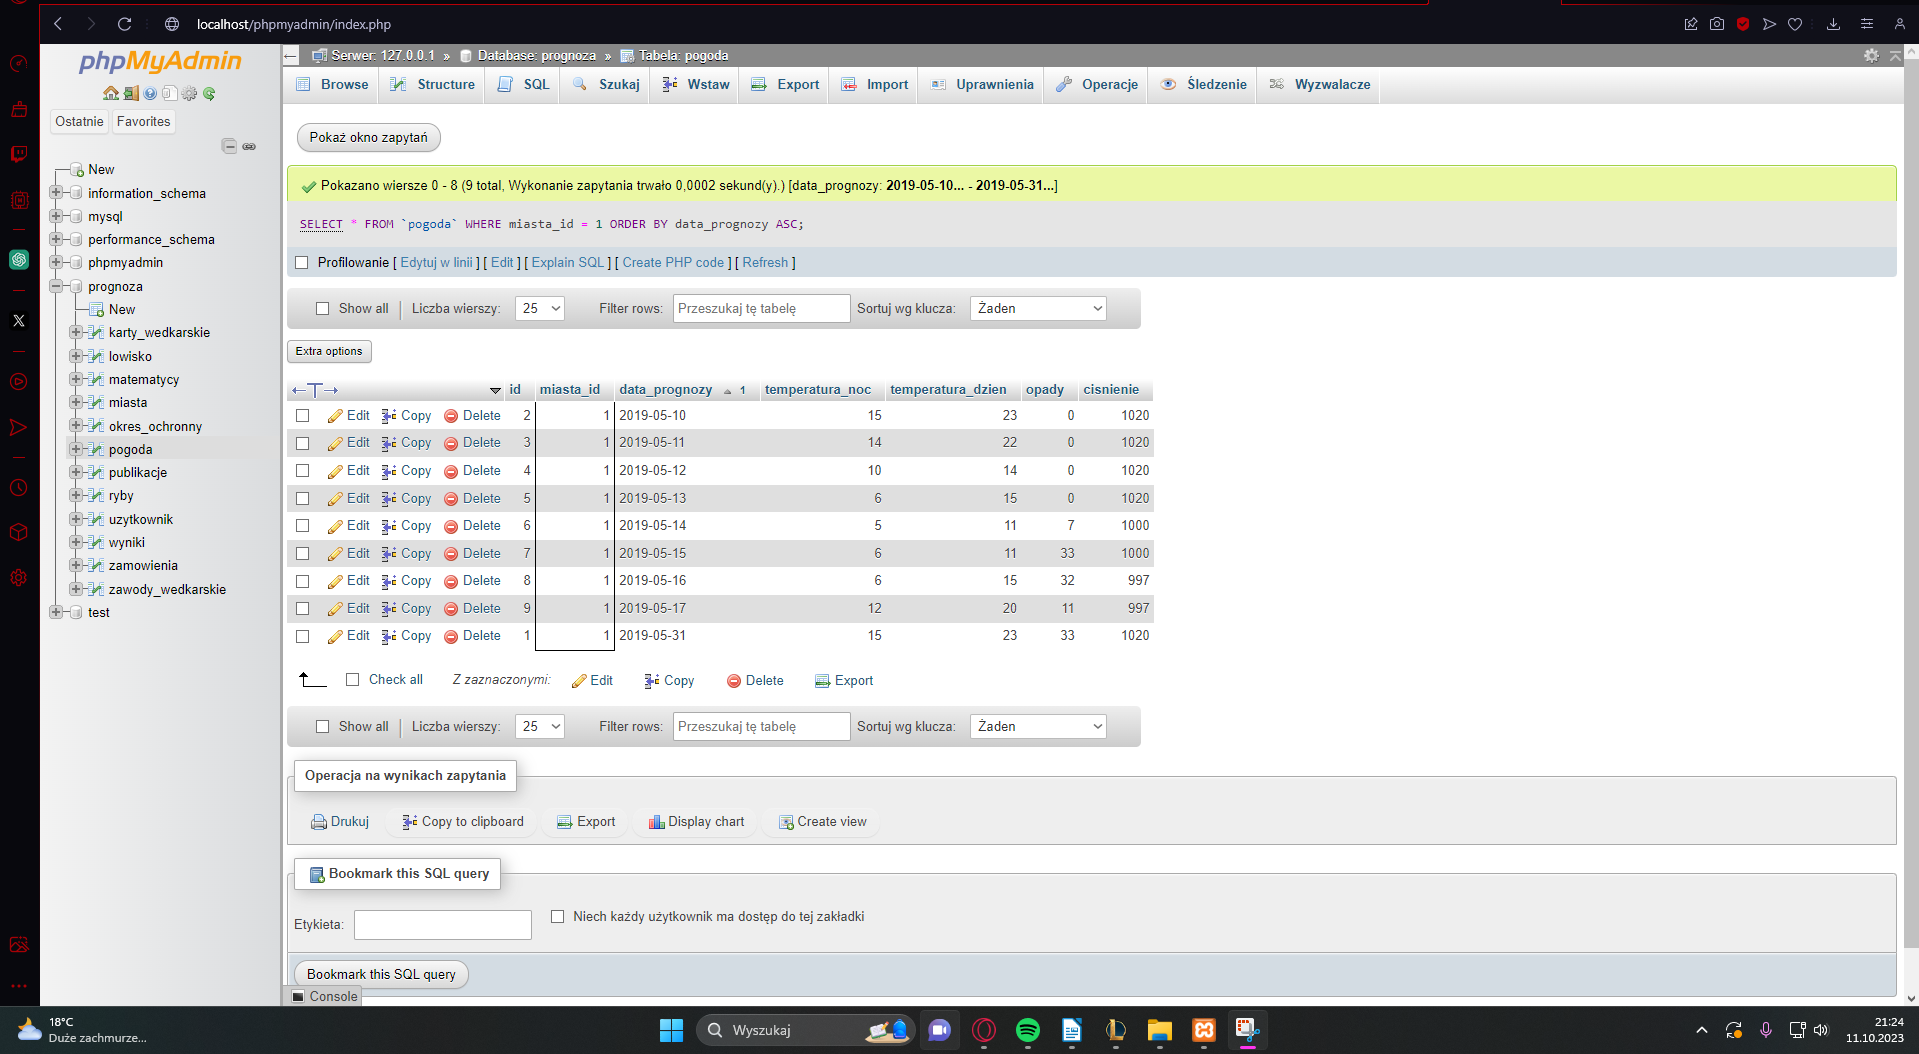 localhost/phpmyadmin/index.php
phpMyAdmin
Ostatnie Favorites
New
information_schema
mysql
performance_schema
phpmyadmin
prognoza
New
karty_wedkarskie
lowisko
matematycy
miasta
okres_ochronny
pogoda
publikacje
ryby
uzytkownik
wyniki
zamowienia
zawody_wedkarskie
test
Serwer: 127.0.0.1 » Database: prognoza » Tabela: pogoda
Browse Structure SQL Szukaj Wstaw Export Import Uprawnienia Operacje Śledzenie Wyzwalacze
Pokaż okno zapytań
Pokazano wiersze 0 - 8 (9 total, Wykonanie zapytania trwało 0,0002 sekund(y).) [data_prognozy: 2019-05-10... - 2019-05-31...]
SELECT * FROM `pogoda` WHERE miasta_id = 1 ORDER BY data_prognozy ASC;
Profilowanie [ Edytuj w linii ] [ Edit ] [ Explain SQL ] [ Create PHP code ] [ Refresh ]
Show all Liczba wierszy: 25 Filter rows: Przeszukaj tę tabelę Sortuj wg klucza: Żaden
Extra options
←T→ id miasta_id data_prognozy 1 temperatura_noc temperatura_dzien opady cisnienie
Edit Copy Delete 2 1 2019-05-10 15 23 0 1020
Edit Copy Delete 3 1 2019-05-11 14 22 0 1020
Edit Copy Delete 4 1 2019-05-12 10 14 0 1020
Edit Copy Delete 5 1 2019-05-13 6 15 0 1020
Edit Copy Delete 6 1 2019-05-14 5 11 7 1000
Edit Copy Delete 7 1 2019-05-15 6 11 33 1000
Edit Copy Delete 8 1 2019-05-16 6 15 32 997
Edit Copy Delete 9 1 2019-05-17 12 20 11 997
Edit Copy Delete 1 1 2019-05-31 15 23 33 1020
Check all Z zaznaczonymi: Edit Copy Delete Export
Show all Liczba wierszy: 25 Filter rows: Przeszukaj tę tabelę Sortuj wg klucza: Żaden
Operacja na wynikach zapytania
Drukuj Copy to clipboard Export Display chart Create view
Bookmark this SQL query
Etykieta: Niech każdy użytkownik ma dostęp do tej zakładki
Bookmark this SQL query
Console
18°C
Duże zachmurze...
Wyszukaj
21:24
11.10.2023